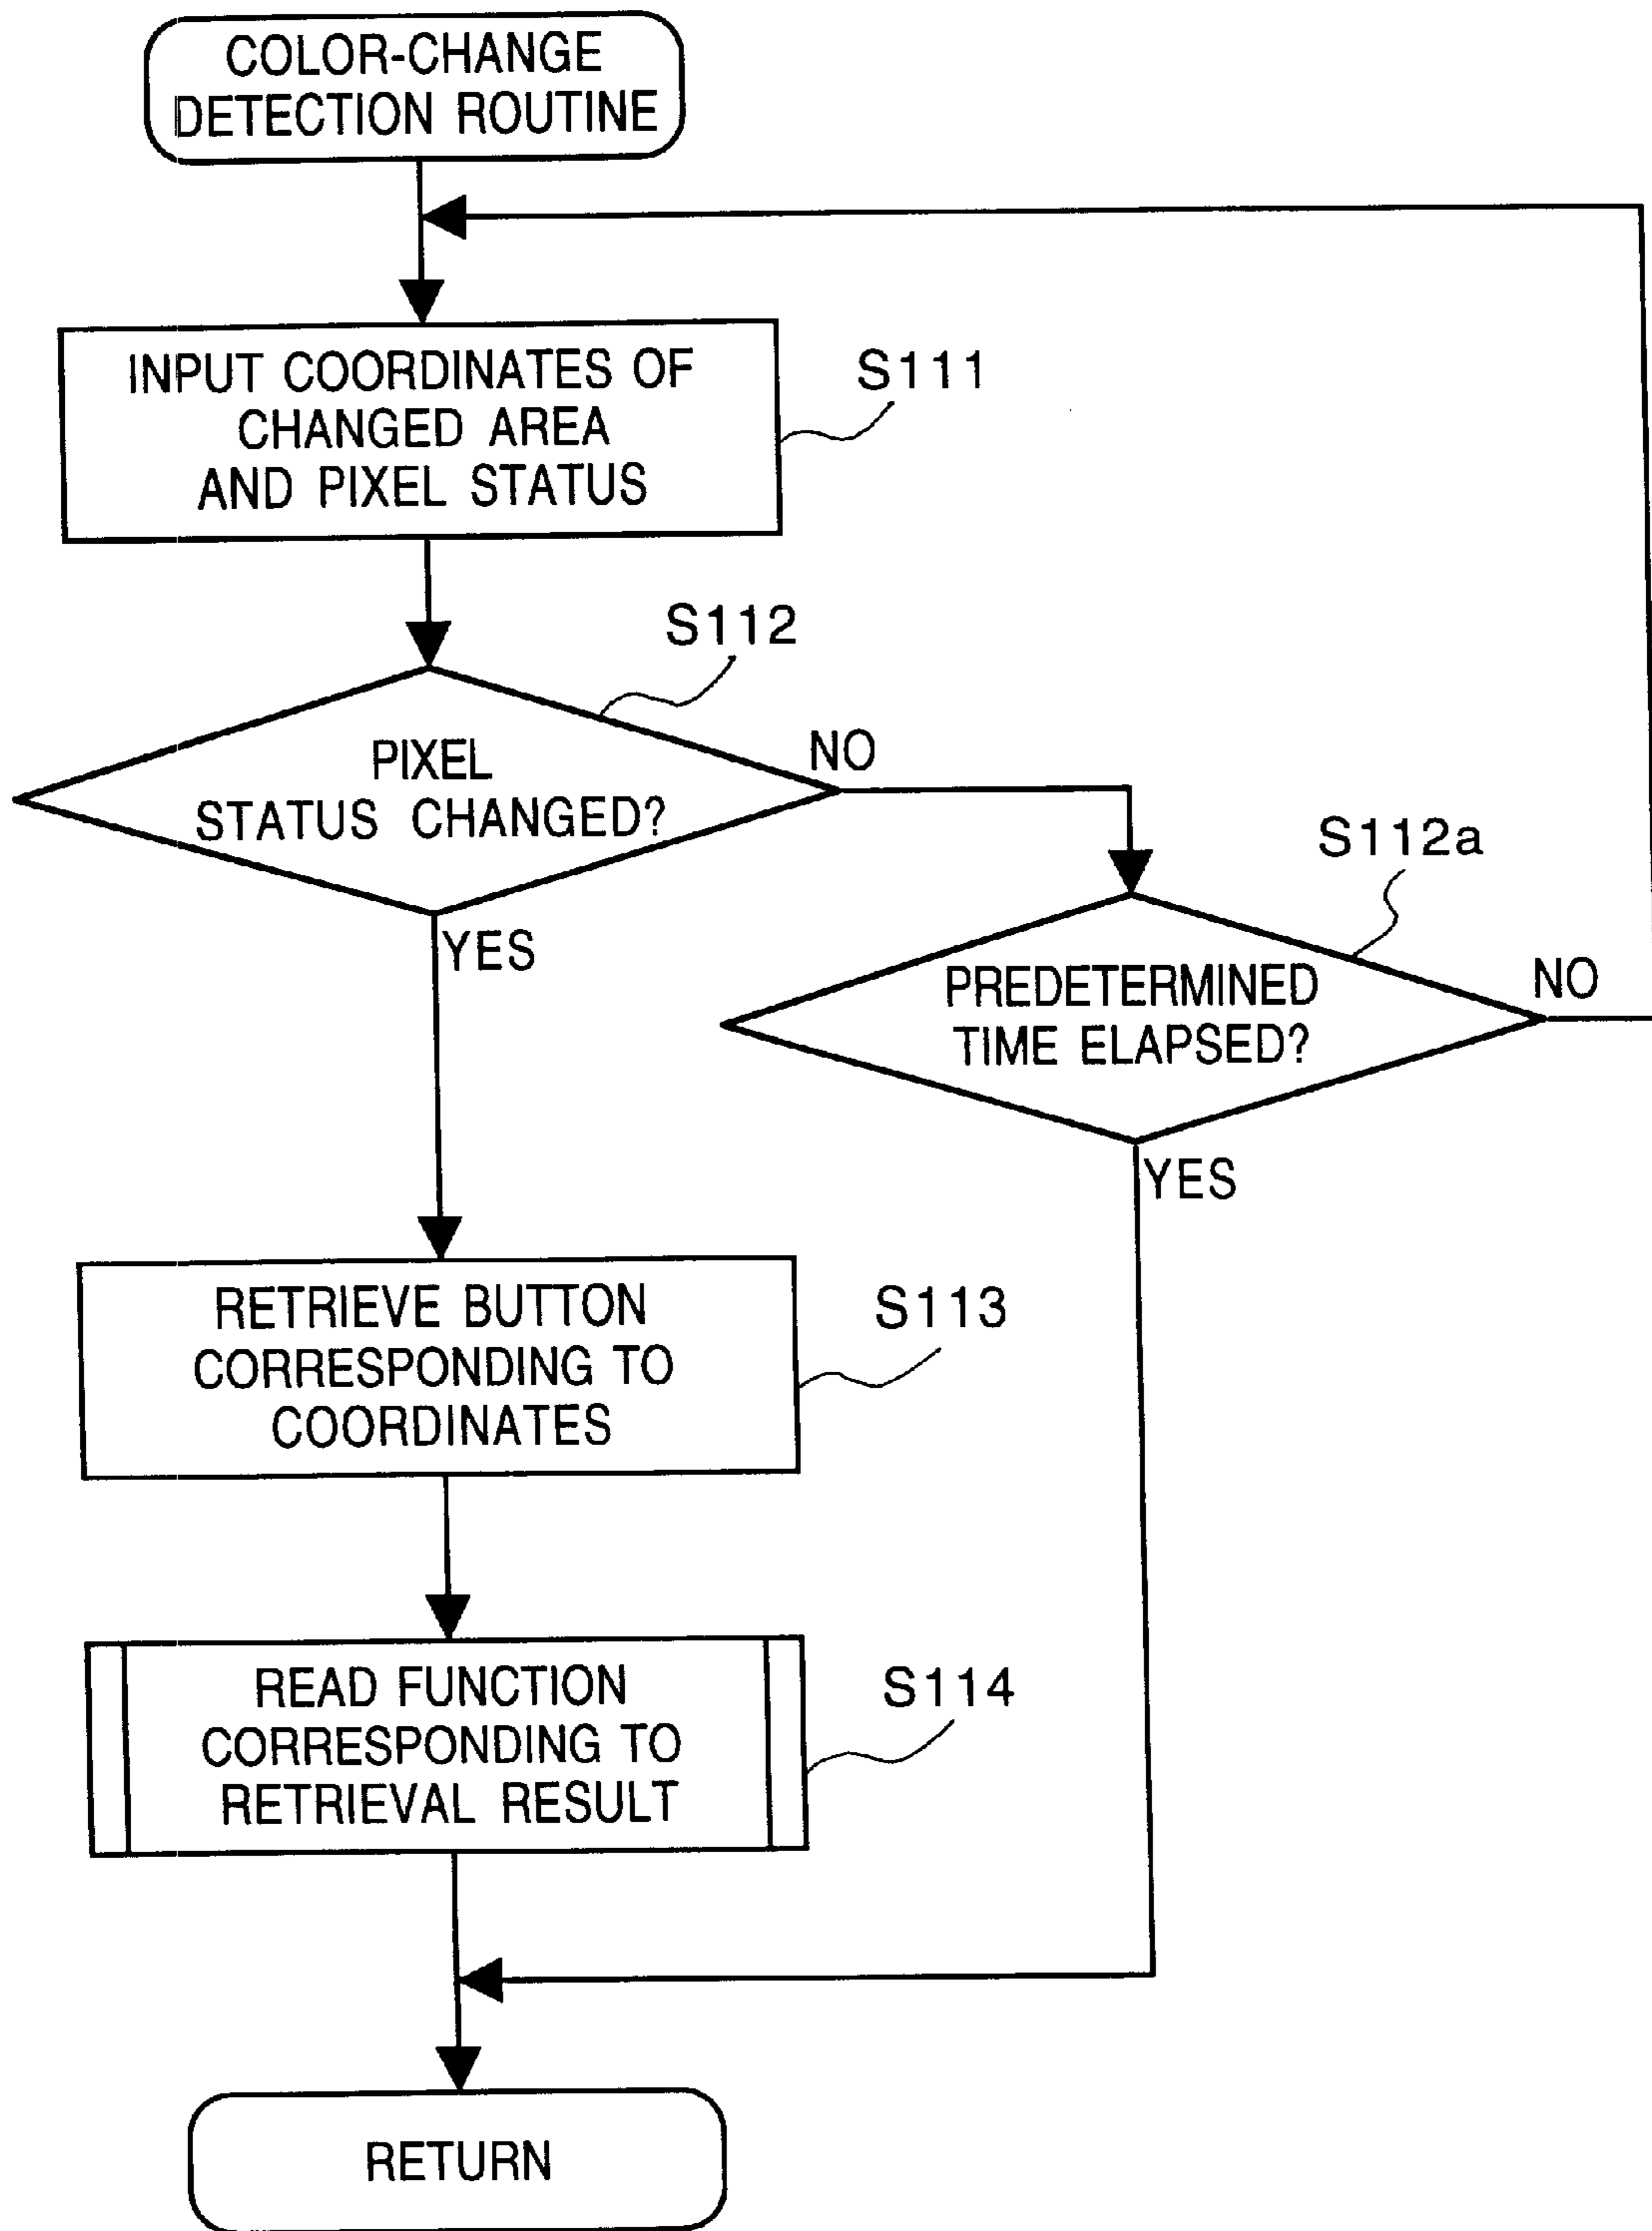 COLOR-CHANGE
DETECTION ROUTINE
INPUT COORDINATES OF
CHANGED AREA
AND PIXEL STATUS
S111
S112
PIXEL
STATUS CHANGED?
NO
YES
S112a
PREDETERMINED
TIME ELAPSED?
NO
YES
RETRIEVE BUTTON
CORRESPONDING TO
COORDINATES
S113
READ FUNCTION
CORRESPONDING TO
RETRIEVAL RESULT
S114
RETURN